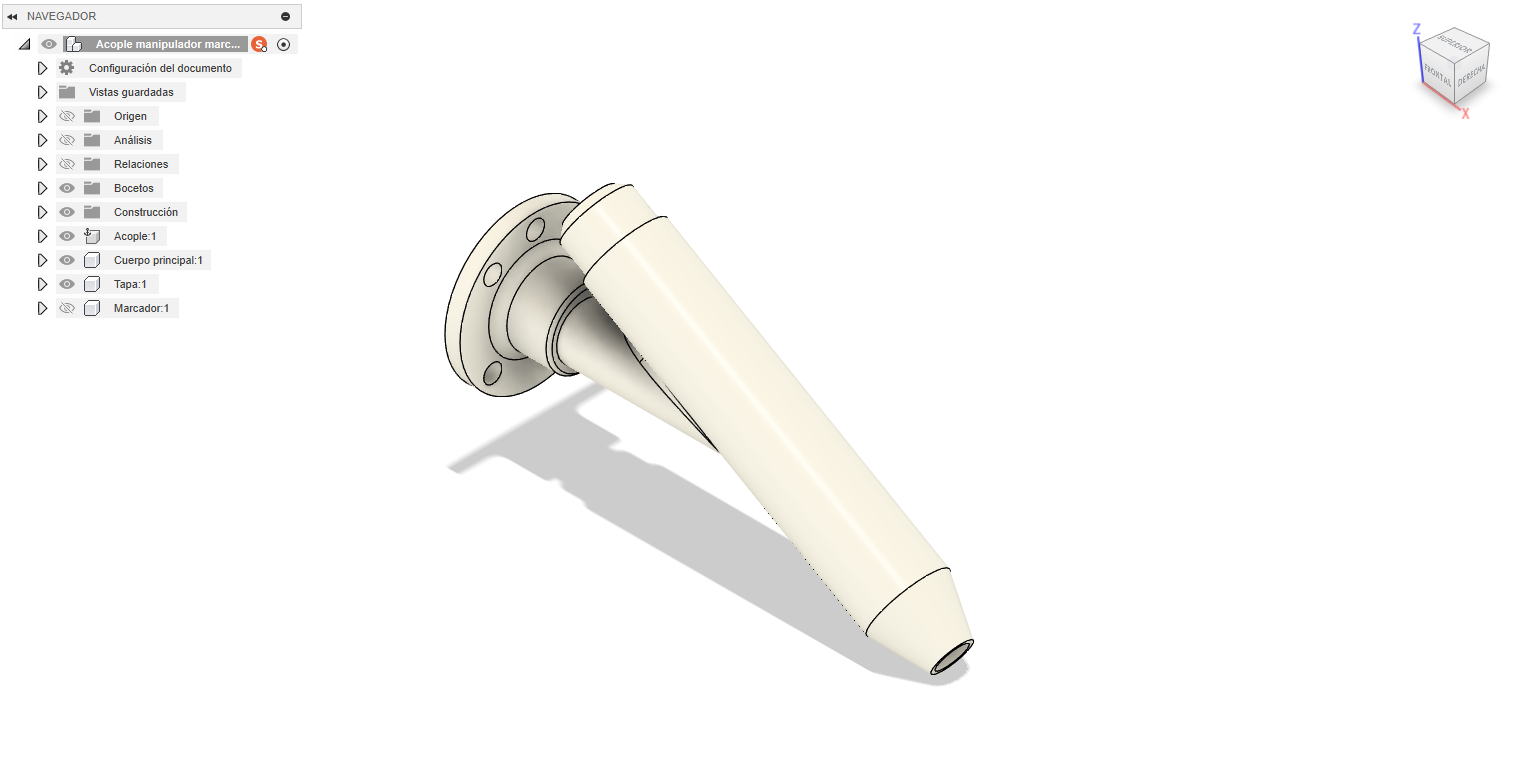 NAVEGADOR
Acople manipulador marc...
S
Configuración del documento
Vistas guardadas
Origen
Análisis
Relaciones
Bocetos
Construcción
Acople:1
Cuerpo principal:1
Tapa:1
Marcador:1
Z
SUPERIOR
FRONTAL
DERECHA
X